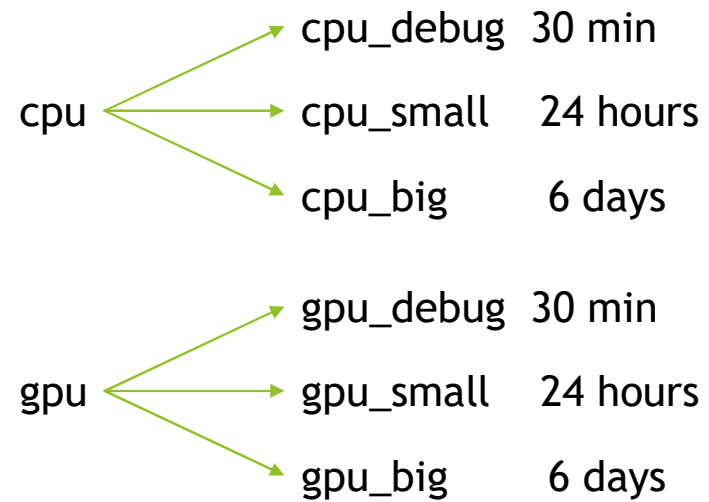 cpu_debug 30 min
cpu cpu_small 24 hours
cpu_big 6 days
gpu_debug 30 min
gpu gpu_small 24 hours
gpu_big 6 days